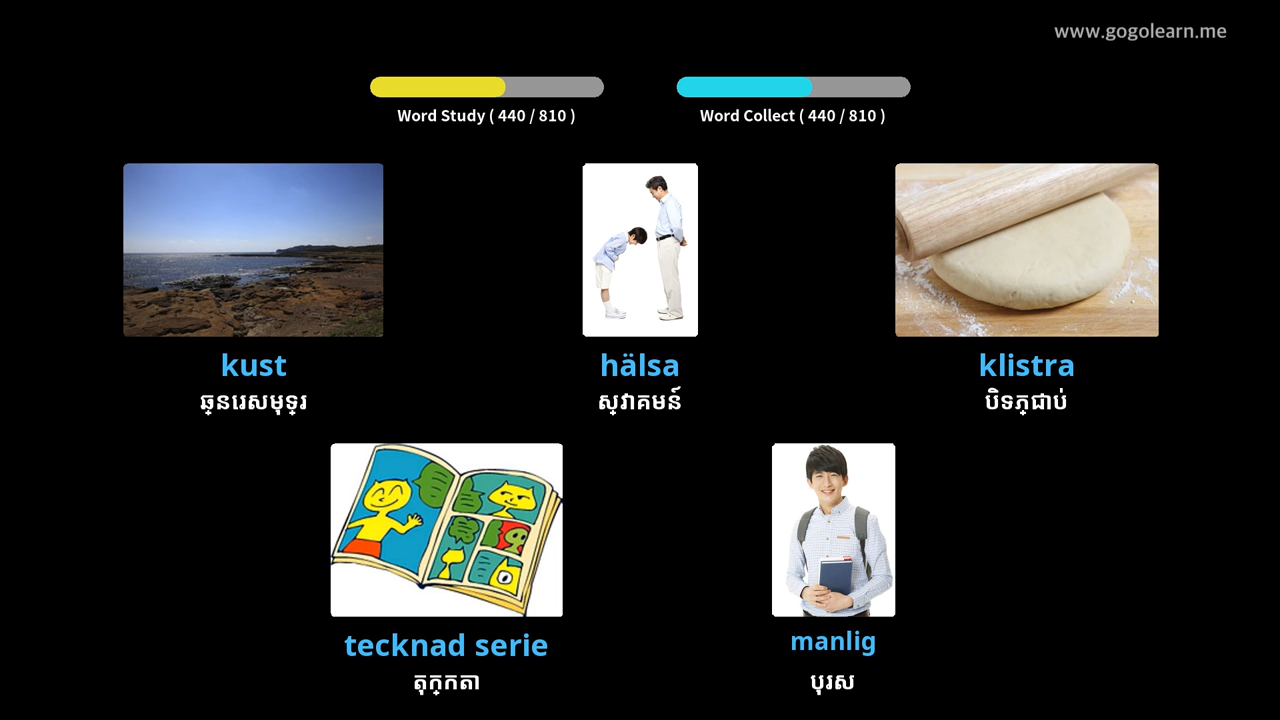 www.gogolearn.me
Word Study ( 440 / 810 )
Word Collect ( 440 / 810 )
kust
ឆ្នេរសមុទ្រ
hälsa
ស្វាគមន៍
klistra
បិទភ្ជាប់
tecknad serie
តុក្កតា
manlig
បុរស